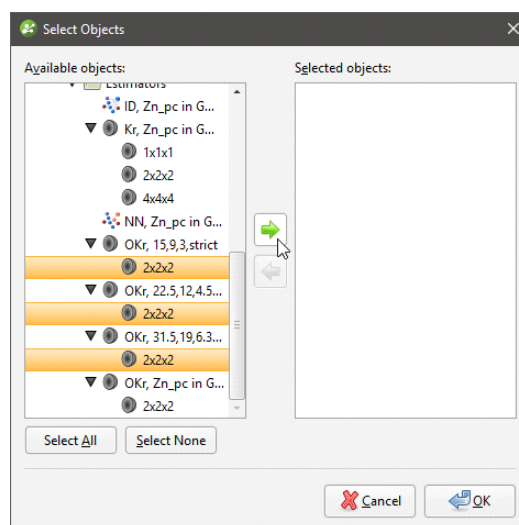 Select Objects
Available objects:
Selected objects:
Estimators
ID, Zn_pc in G...
Kr, Zn_pc in G...
1x1x1
2x2x2
4x4x4
NN, Zn_pc in G...
OKr, 15,9,3,strict
2x2x2
OKr, 22.5,12,4.5...
2x2x2
OKr, 31.5,19,6.3...
2x2x2
OKr, Zn_pc in G...
2x2x2
Select All
Select None
Cancel
OK